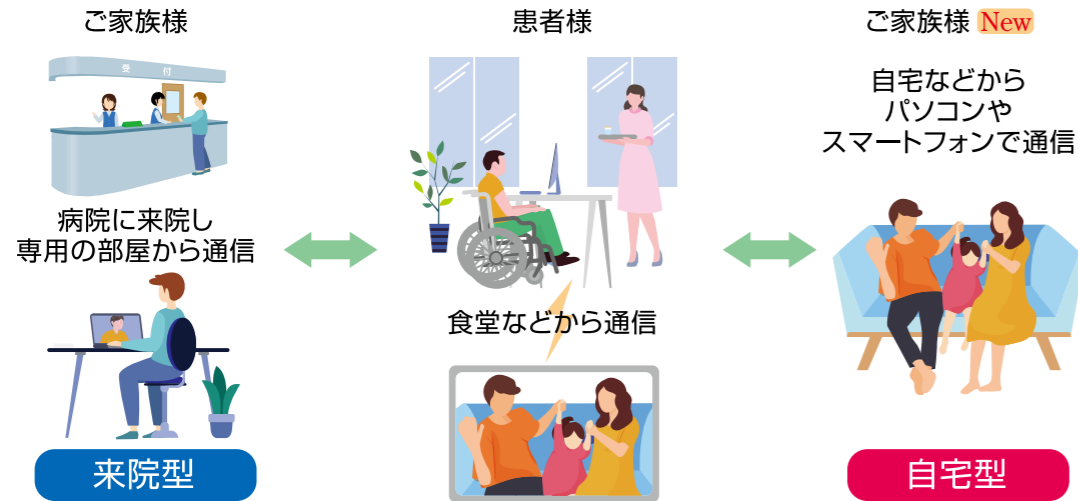 ご家族様
受付
病院に来院し
専用の部屋から通信
来院型
患者様
食堂などから通信
ご家族様 New
自宅などから
パソコンや
スマートフォンで通信
自宅型